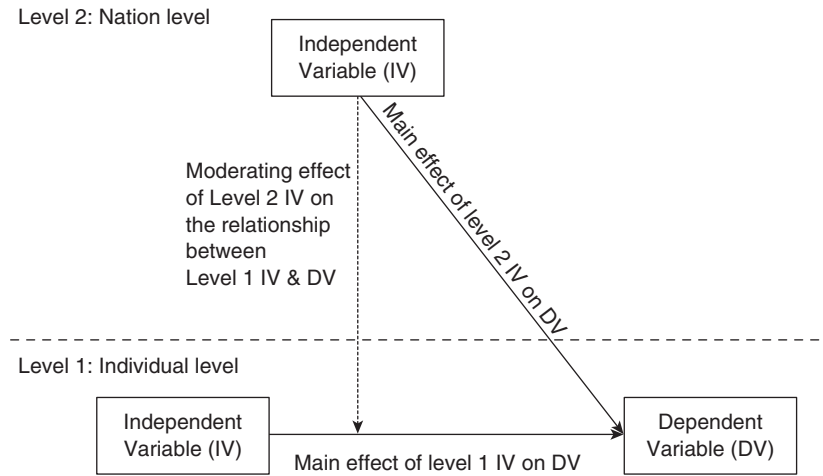 Level 2: Nation level
Independent
Variable (IV)
Main effect of level 2 IV on DV
Moderating effect
of Level 2 IV on
the relationship
between
Level 1 IV & DV
Level 1: Individual level
Independent
Variable (IV)
Main effect of level 1 IV on DV
Dependent
Variable (DV)